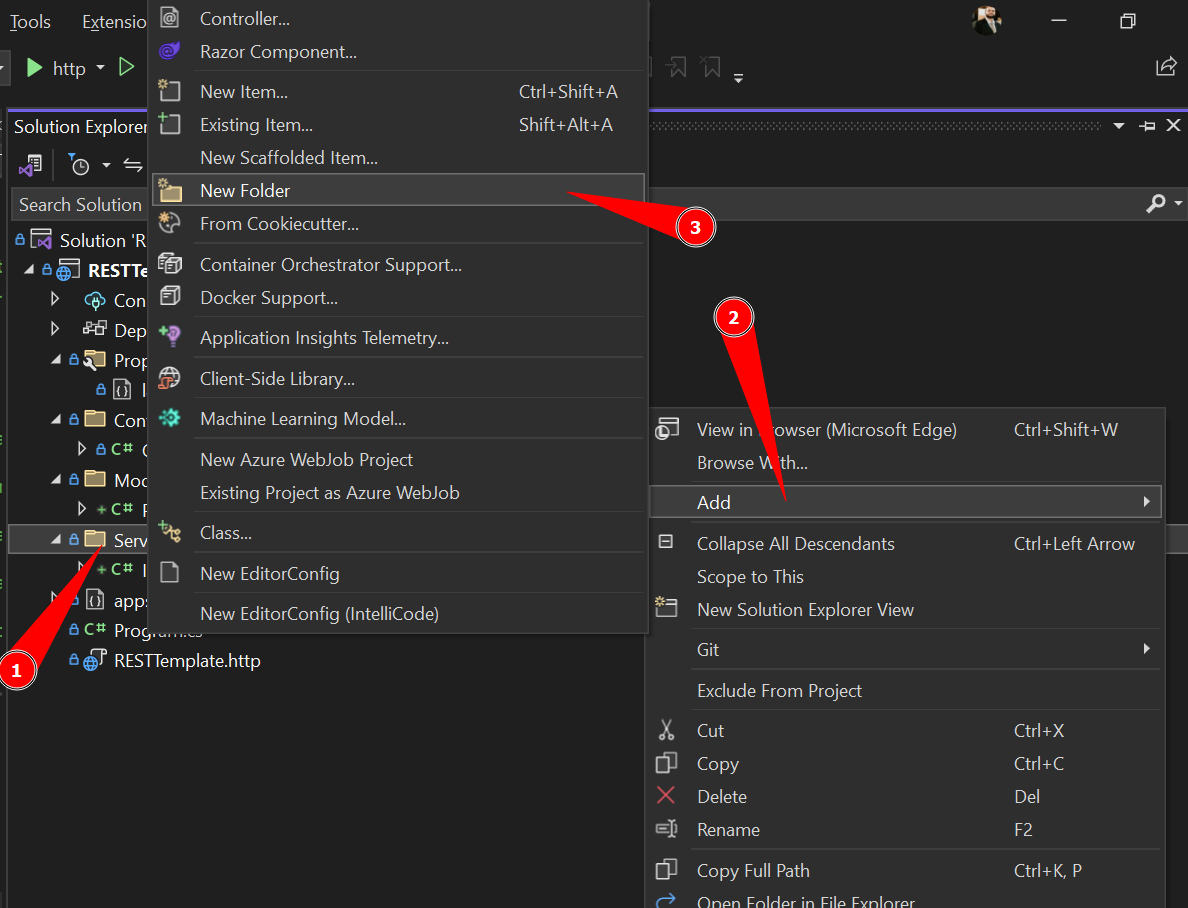 Tools Extensio
http
Solution Explorer
Search Solution
Solution 'R
RESTTe
Con
Dep
Prop
Con
C#
Mod
C#
Serv
C#
apps
C# Program.cs
RESTTemplate.http
1
Controller...
Razor Component...
New Item... Ctrl+Shift+A
Existing Item... Shift+Alt+A
New Scaffolded Item...
New Folder
From Cookiecutter...
Container Orchestrator Support...
Docker Support...
Application Insights Telemetry...
Client-Side Library...
Machine Learning Model...
New Azure WebJob Project
Existing Project as Azure WebJob
Class...
New EditorConfig
New EditorConfig (IntelliCode)
3
2
View in Browser (Microsoft Edge) Ctrl+Shift+W
Browse With...
Add
Collapse All Descendants Ctrl+Left Arrow
Scope to This
New Solution Explorer View
Git
Exclude From Project
Cut Ctrl+X
Copy Ctrl+C
Delete Del
Rename F2
Copy Full Path Ctrl+K, P
Open Folder in File Explorer